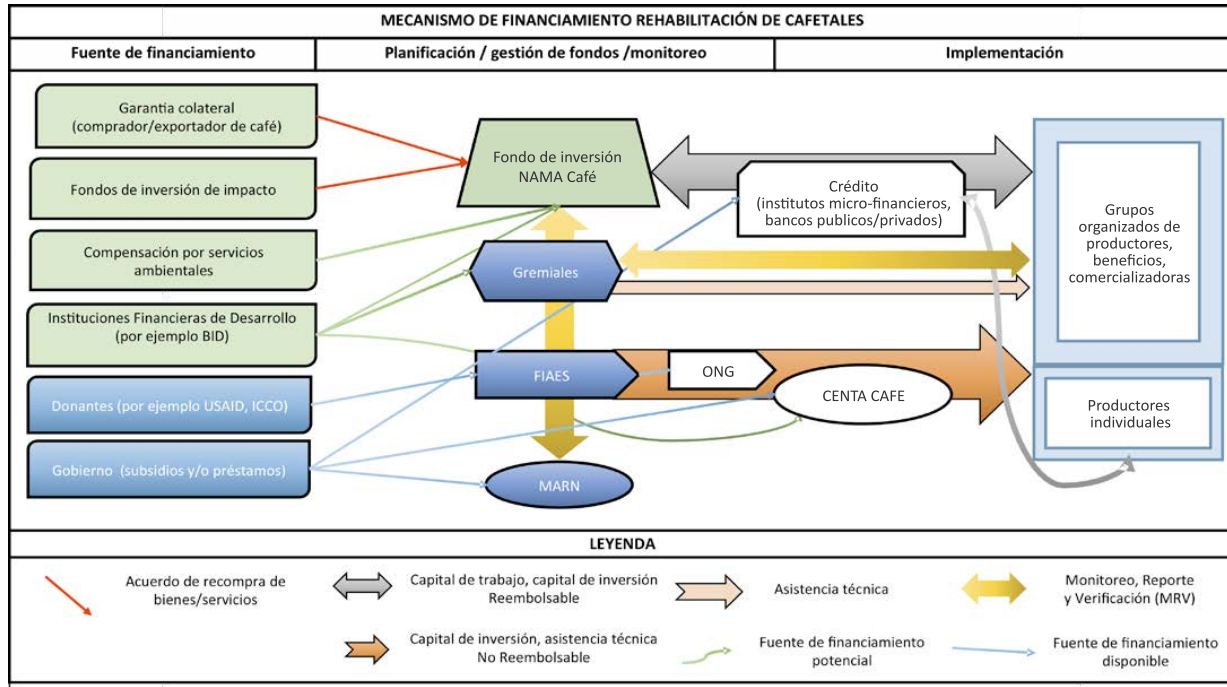 MECANISMO DE FINANCIAMIENTO REHABILITACIÓN DE CAFETALES
Fuente de financiamiento
Planificación / gestión de fondos /monitoreo
Implementación
Garantia colateral
(comprador/exportador de café)
Fondos de inversión de impacto
Compensación por servicios
ambientales
Instituciones Financieras de Desarrollo
(por ejemplo BID)
Donantes (por ejemplo USAID, ICCO)
Gobierno (subsidios y/o préstamos)
Fondo de inversión
NAMA Café
Gremiales
FIAES
MARN
Crédito
(institutos micro-financieros,
bancos publicos/privados)
ONG
CENTA CAFE
Grupos
organizados de
productores,
beneficios,
comercializadoras
Productores
individuales
LEYENDA
Acuerdo de recompra de
bienes/servicios
Capital de trabajo, capital de inversión
Reembolsable
Asistencia técnica
Monitoreo, Reporte
y Verificación (MRV)
Capital de inversión, asistencia técnica
No Reembolsable
Fuente de financiamiento
potencial
Fuente de financiamiento
disponible